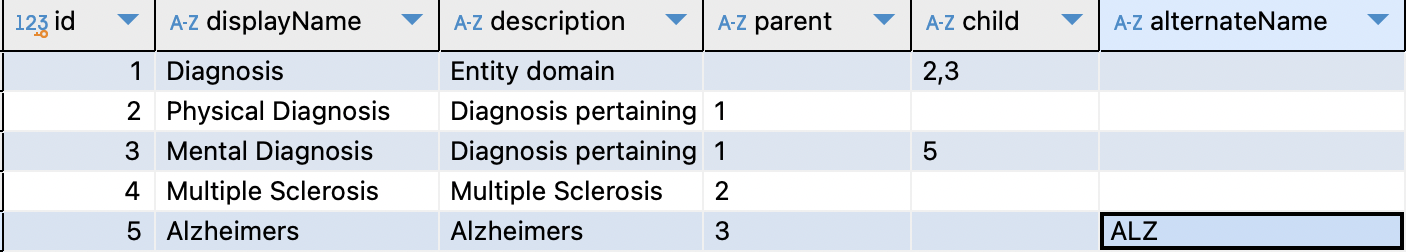 123 id A-Z displayName A-Z description A-Z parent A-Z child A-Z alternateName
1 Diagnosis Entity domain 2,3
2 Physical Diagnosis Diagnosis pertaining 1
3 Mental Diagnosis Diagnosis pertaining 1 5
4 Multiple Sclerosis Multiple Sclerosis 2
5 Alzheimers Alzheimers 3 ALZ